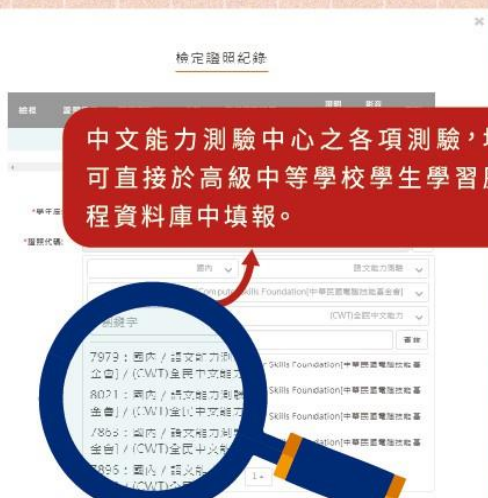 檢定證照紀錄
中文能力測驗中心之各項測驗,
可直接於高級中等學校學生學習
程資料庫中填報。
*證照代碼:
國內
語文能力測驗
Skills Foundation[中華民國電腦技能基金會]
(CWT)全民中文能力
關鍵字
查詢
7979:國內 / 語文能力測
金會] / (CWT)全民中文能力
Skills Foundation[中華民國電腦技能基
8021:國內 / 語文能力測驗
金會] / (CWT)全民中文能
Skills Foundation[中華民國電腦技能基
7863:國內 / 語文能力測
金會] / (CWT)全民中文能
Skills Foundation[中華民國電腦技能基
7896:國內 / 語文能
dation[中華民國電腦技能基